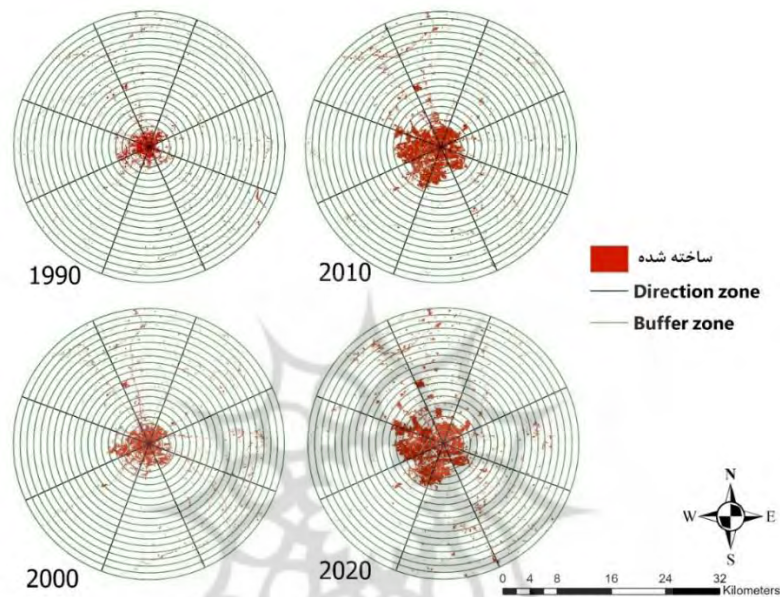 1990
2010
ساخته شده
Direction zone
Buffer zone
2000
2020
N
W E
S
0 4 8 16 24 32
Kilometers